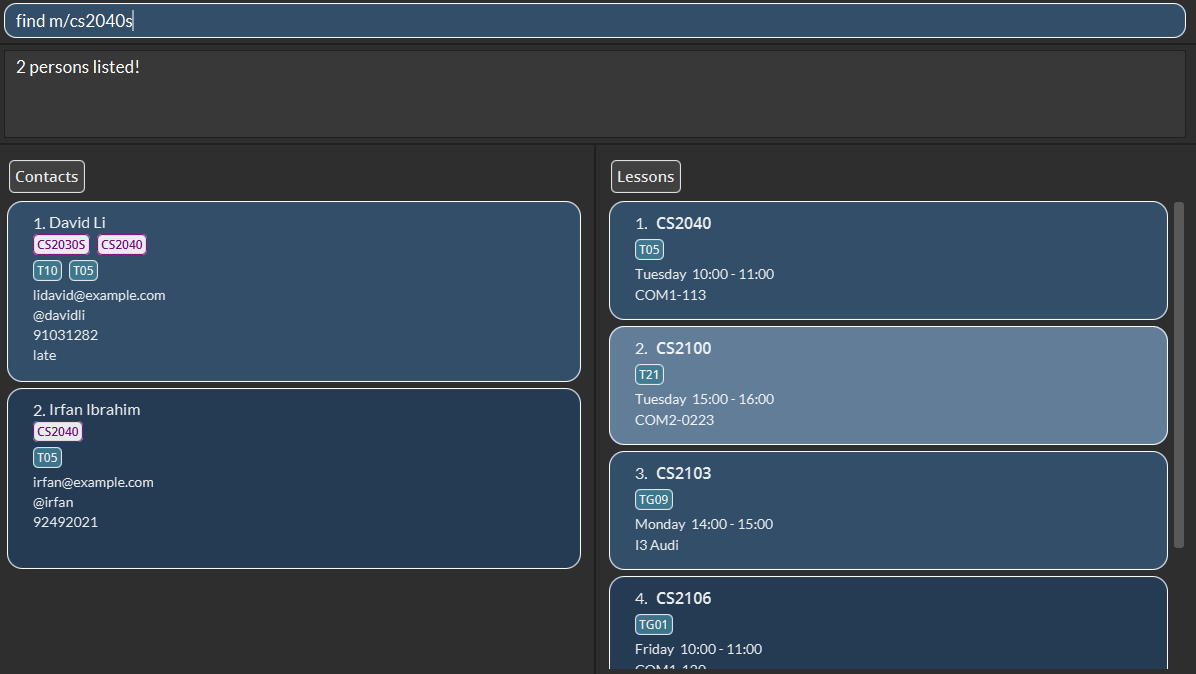 find m/cs2040s
2 persons listed!
Contacts
1. David Li
CS2030S CS2040
T10 T05
lidavid@example.com
@davidli
91031282
late
2. Irfan Ibrahim
CS2040
T05
irfan@example.com
@irfan
92492021
Lessons
1. CS2040
T05
Tuesday 10:00 - 11:00
COM1-113
2. CS2100
T21
Tuesday 15:00 - 16:00
COM2-0223
3. CS2103
TG09
Monday 14:00 - 15:00
I3 Audi
4. CS2106
TG01
Friday 10:00 - 11:00